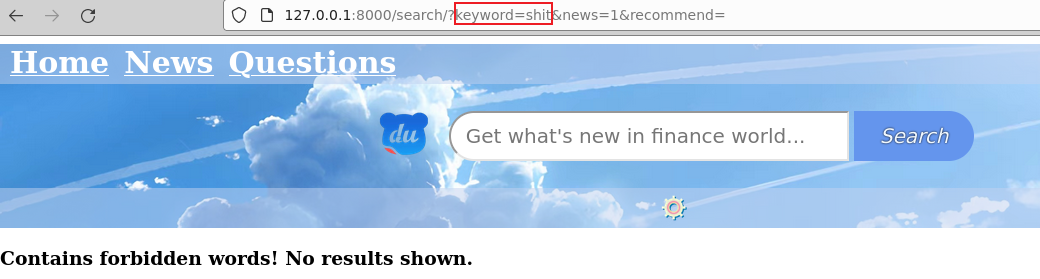 127.0.0.1:8000/search/?keyword=shit&news=1&recommend=
Home News Questions
du
Get what's new in finance world... Search
Contains forbidden words! No results shown.